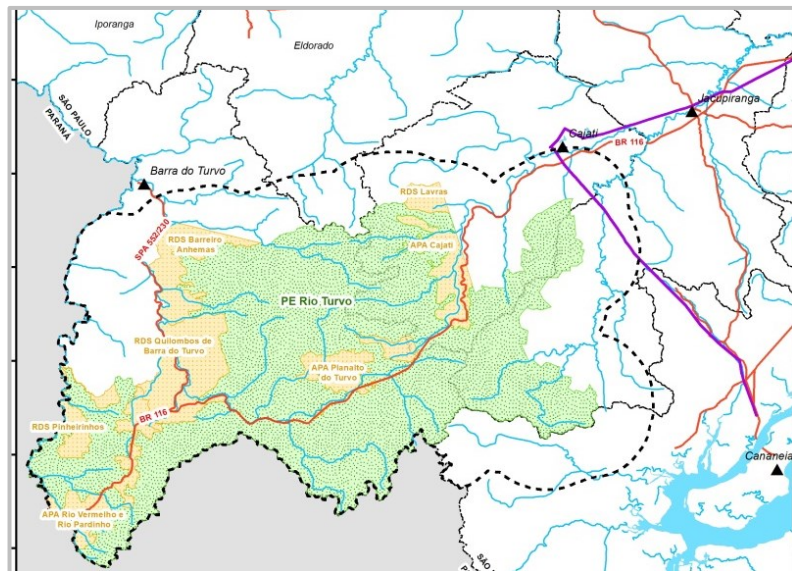 Iporanga
Eldorado
SÃO PAULO
PARANÁ
Jacupiranga
Cajati
BR 116
Barra do Turvo
RDS Lavras
SPA 552/230
RDS Barreiro
Anhemas
APA Cajati
PE Rio Turvo
RDS Quilombos de
Barra do Turvo
APA Planalto
do Turvo
BR 116
RDS Pinheirinhos
Cananeia
APA Rio Vermelho e
Rio Pardinho